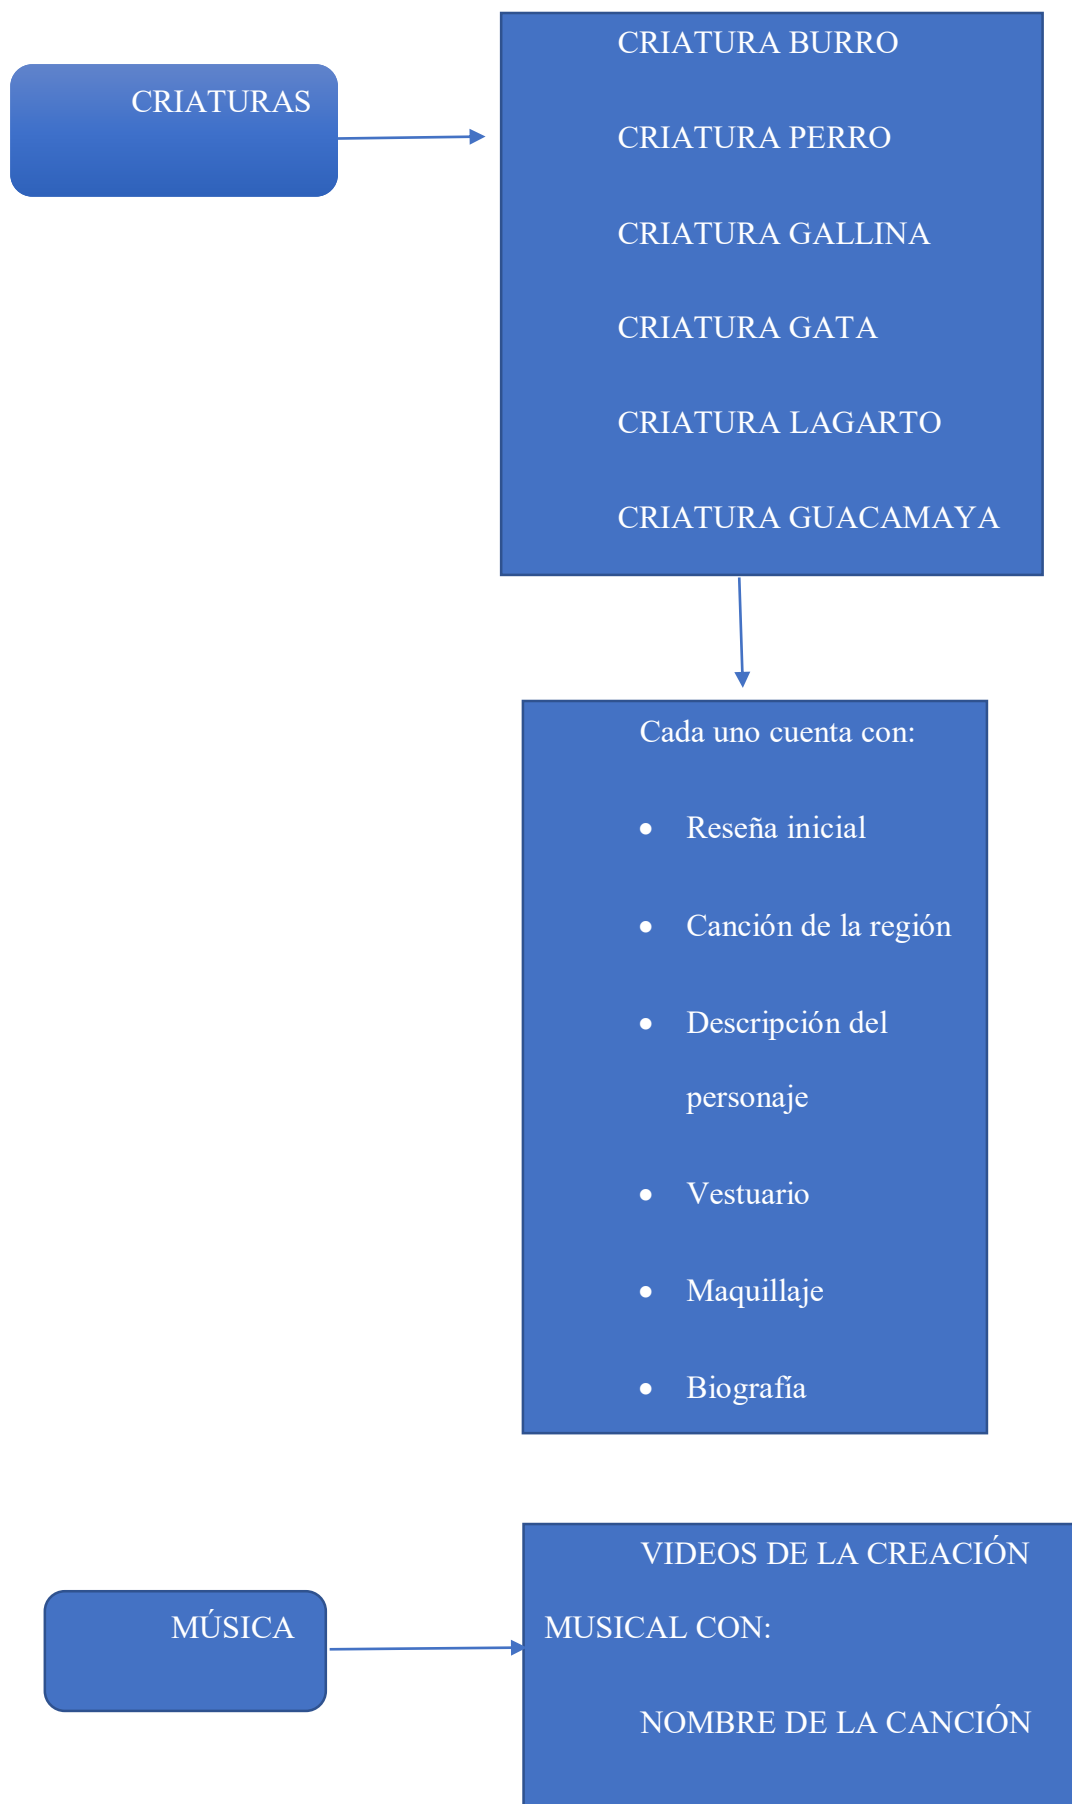 CRIATURAS
CRIATURA BURRO
CRIATURA PERRO
CRIATURA GALLINA
CRIATURA GATA
CRIATURA LAGARTO
CRIATURA GUACAMAYA
Cada uno cuenta con:
• Reseña inicial
• Canción de la región
• Descripción del
personaje
• Vestuario
• Maquillaje
• Biografía
MÚSICA
VIDEOS DE LA CREACIÓN
MUSICAL CON:
NOMBRE DE LA CANCIÓN